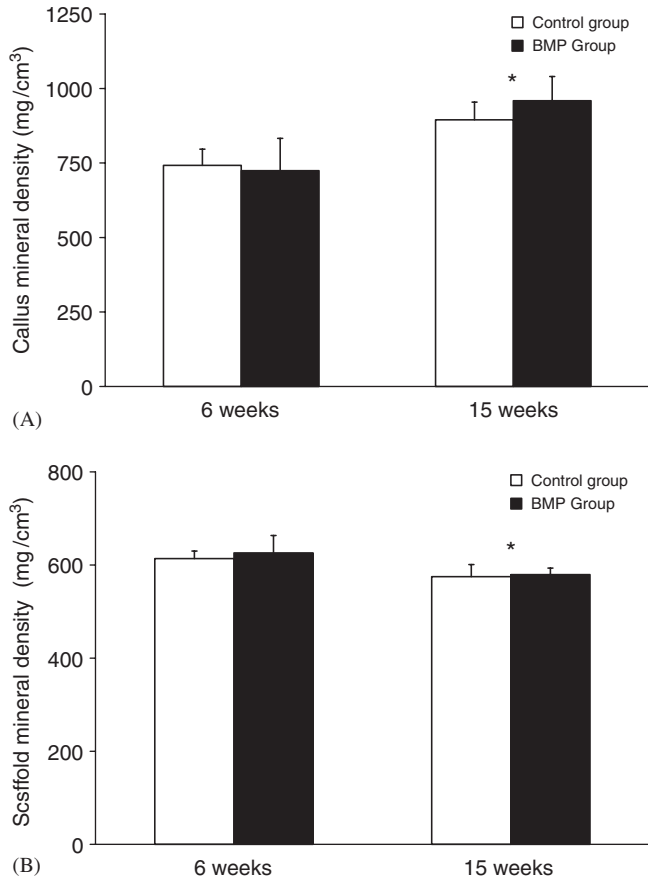 1250
1000
750
500
250
0
Callus mineral density (mg/cm³)
Control group
BMP Group
*
6 weeks
15 weeks
(A)
800
600
400
200
0
Scsffold mineral density (mg/cm³)
Control group
BMP Group
*
6 weeks
15 weeks
(B)